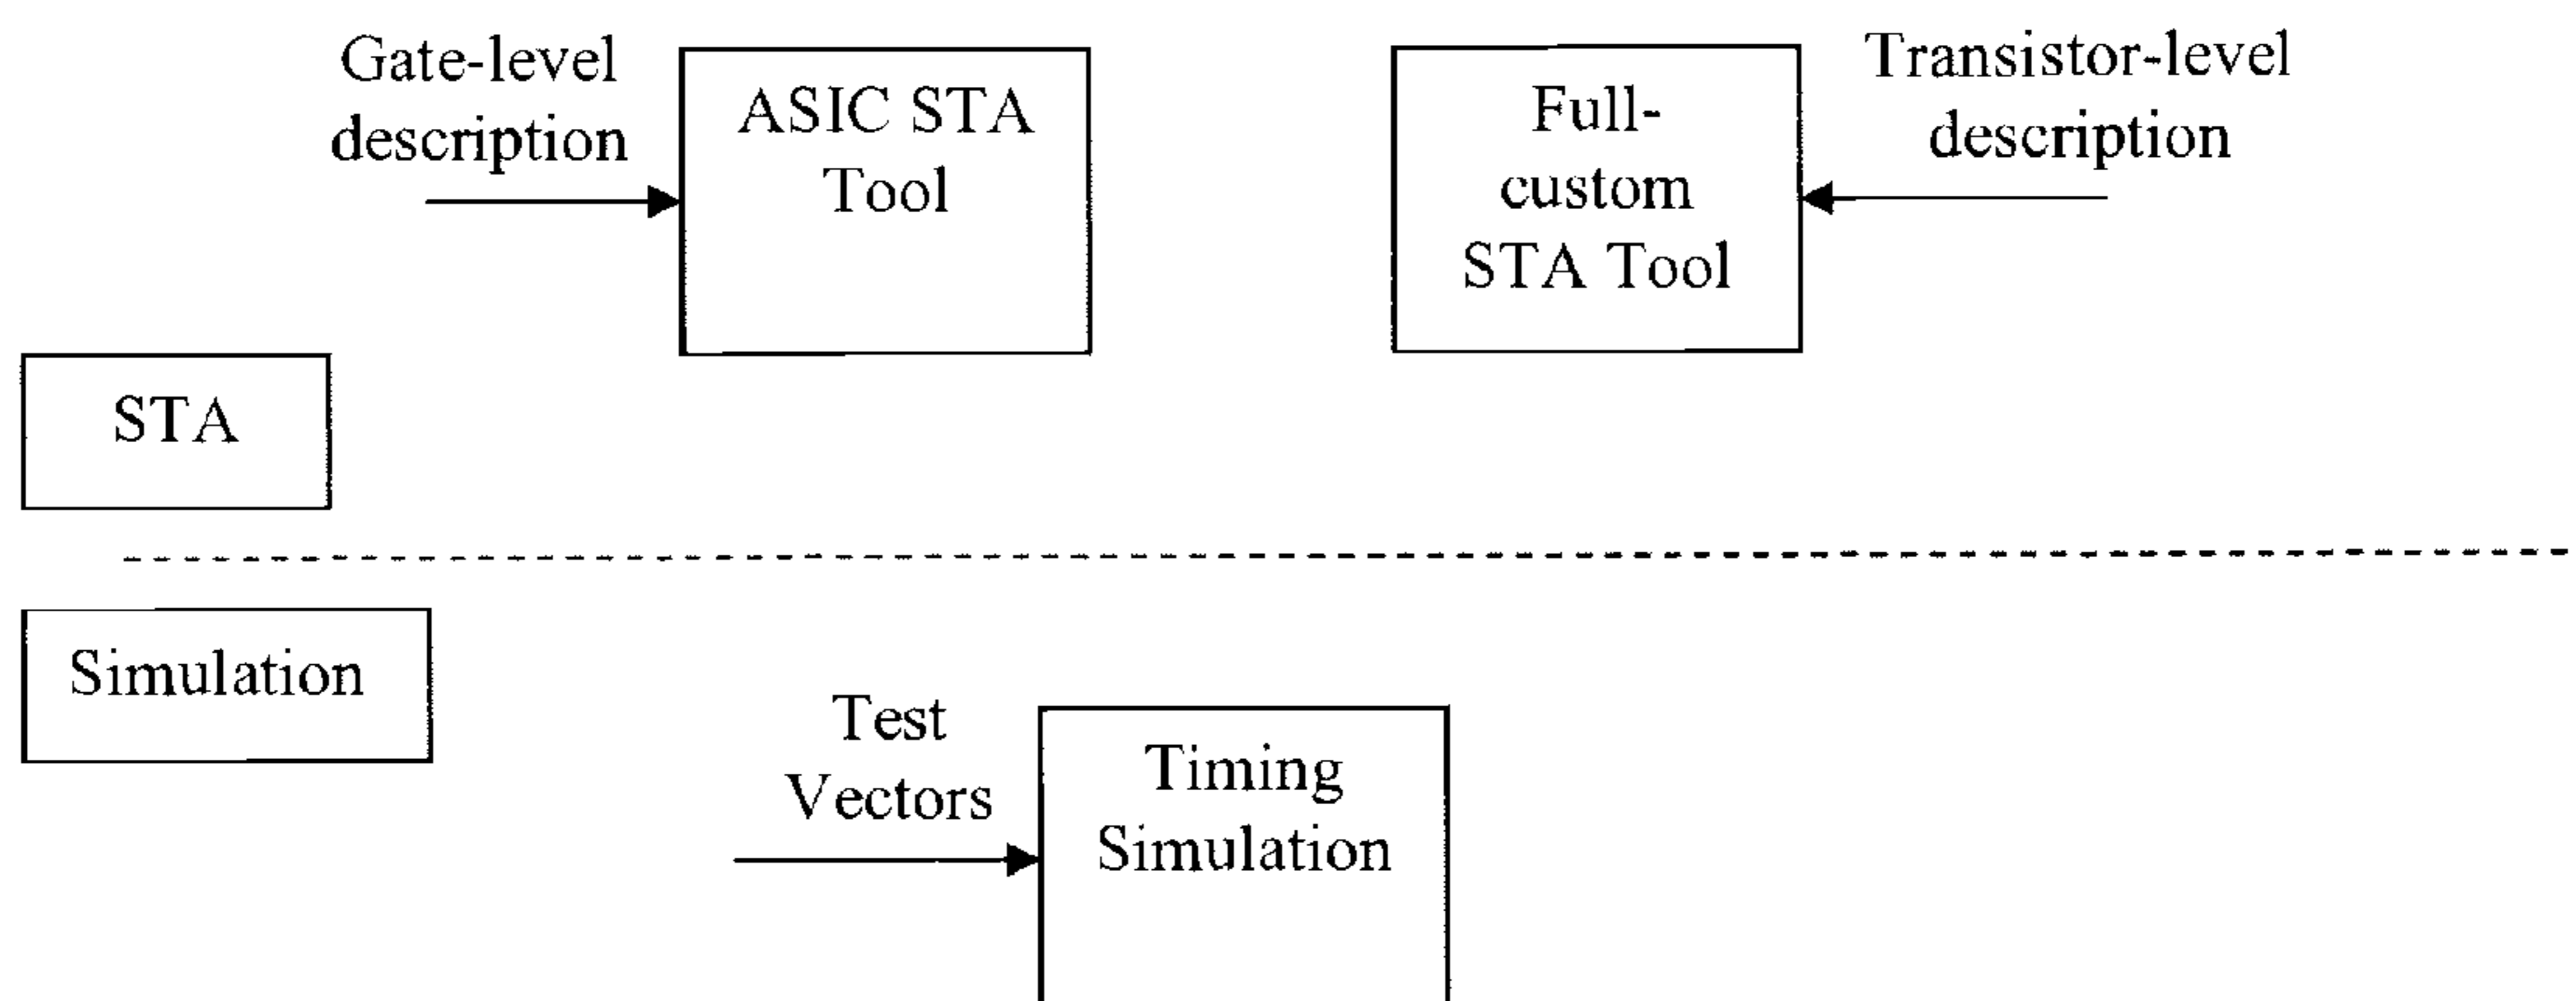 Gate-level
description
ASIC STA
Tool
Full-
custom
STA Tool
Transistor-level
description
STA
Simulation
Test
Vectors
Timing
Simulation